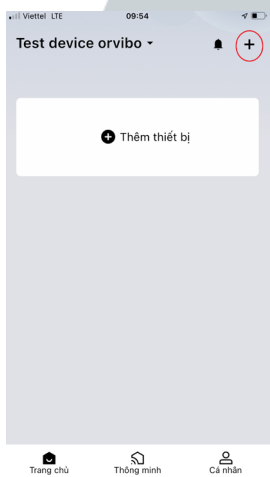 Viettel LTE 09:54
Test device orvibo
Thêm thiết bị
Trang chủ Thông minh Cá nhân